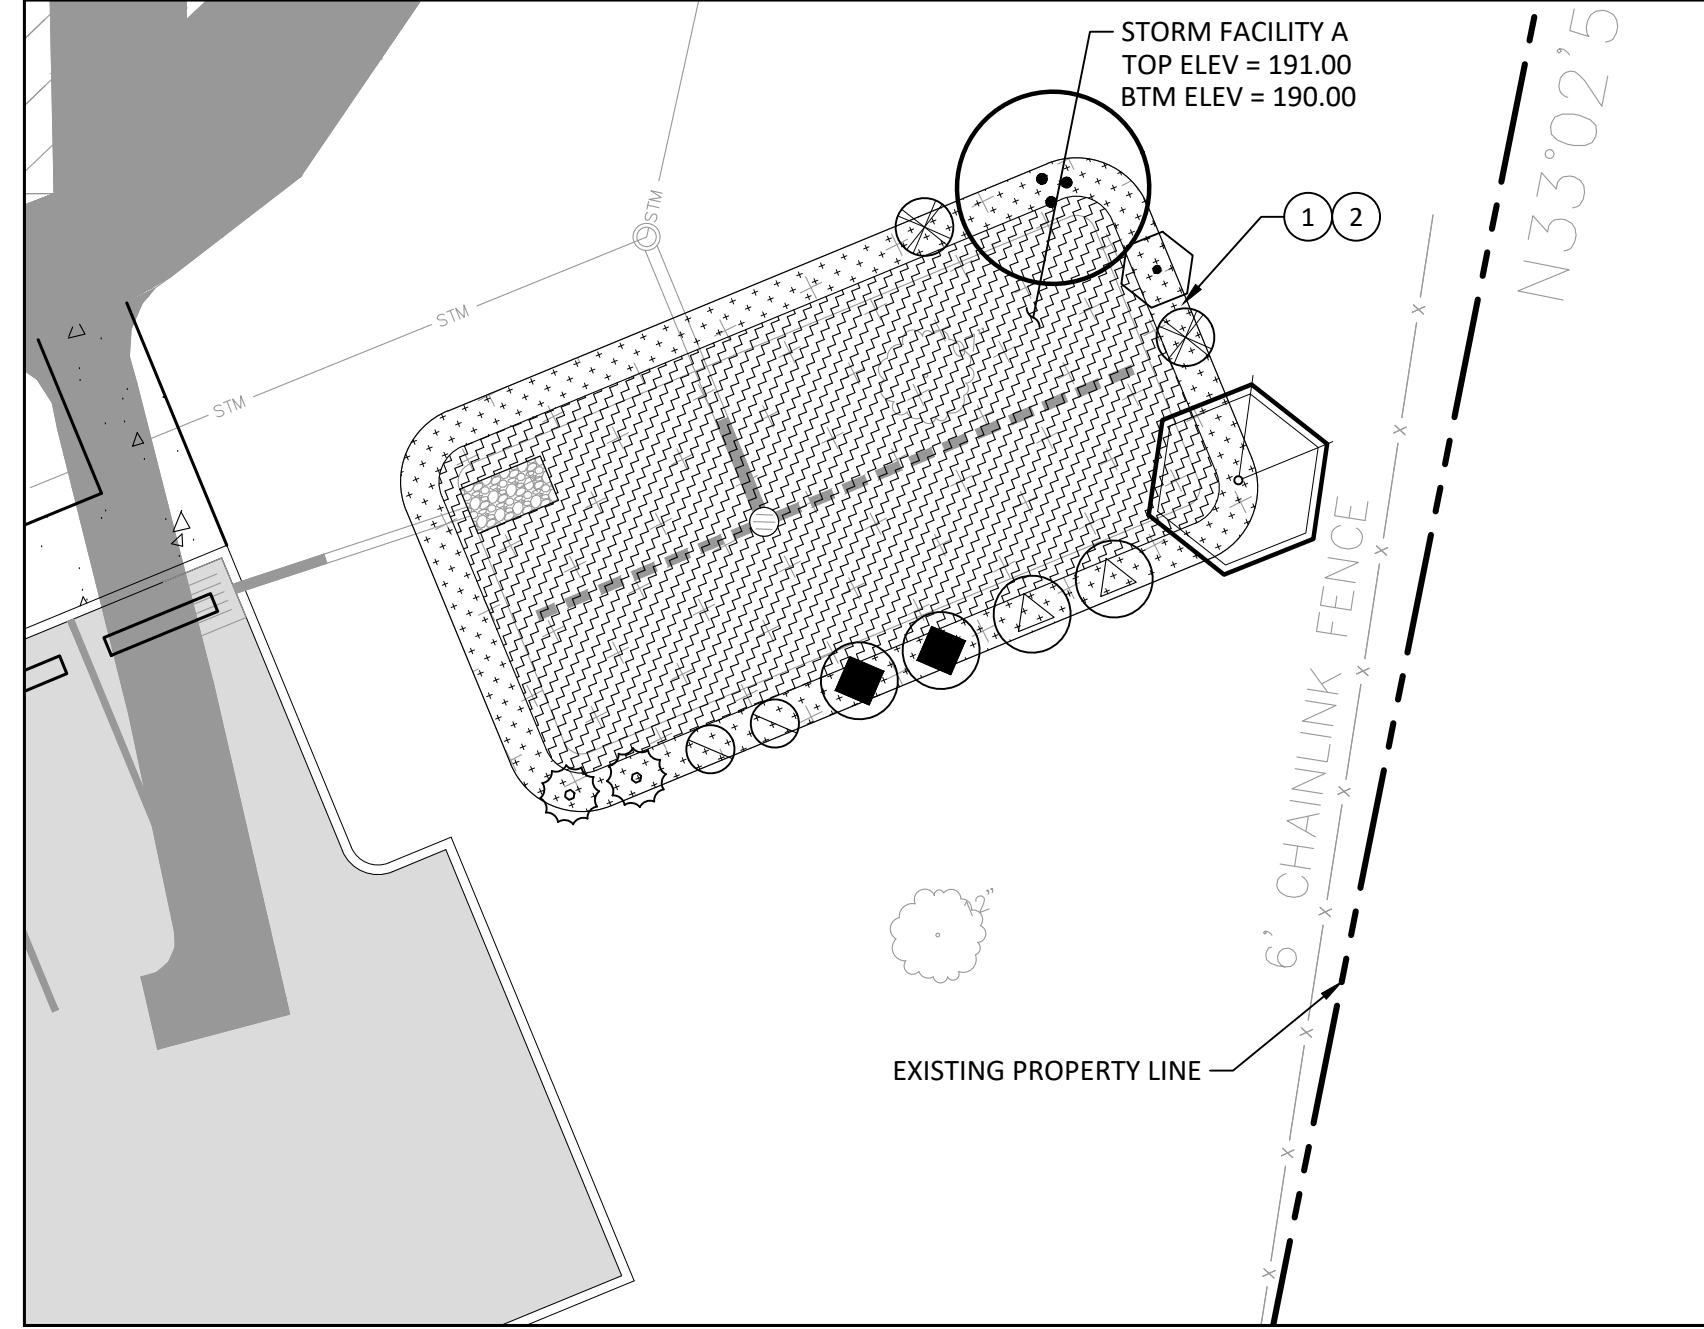 STORM FACILITY A
TOP ELEV = 191.00
BTM ELEV = 190.00
N33°02'5
1 2
STM
STM
STM
6' CHAINLINK FENCE
12"
EXISTING PROPERTY LINE